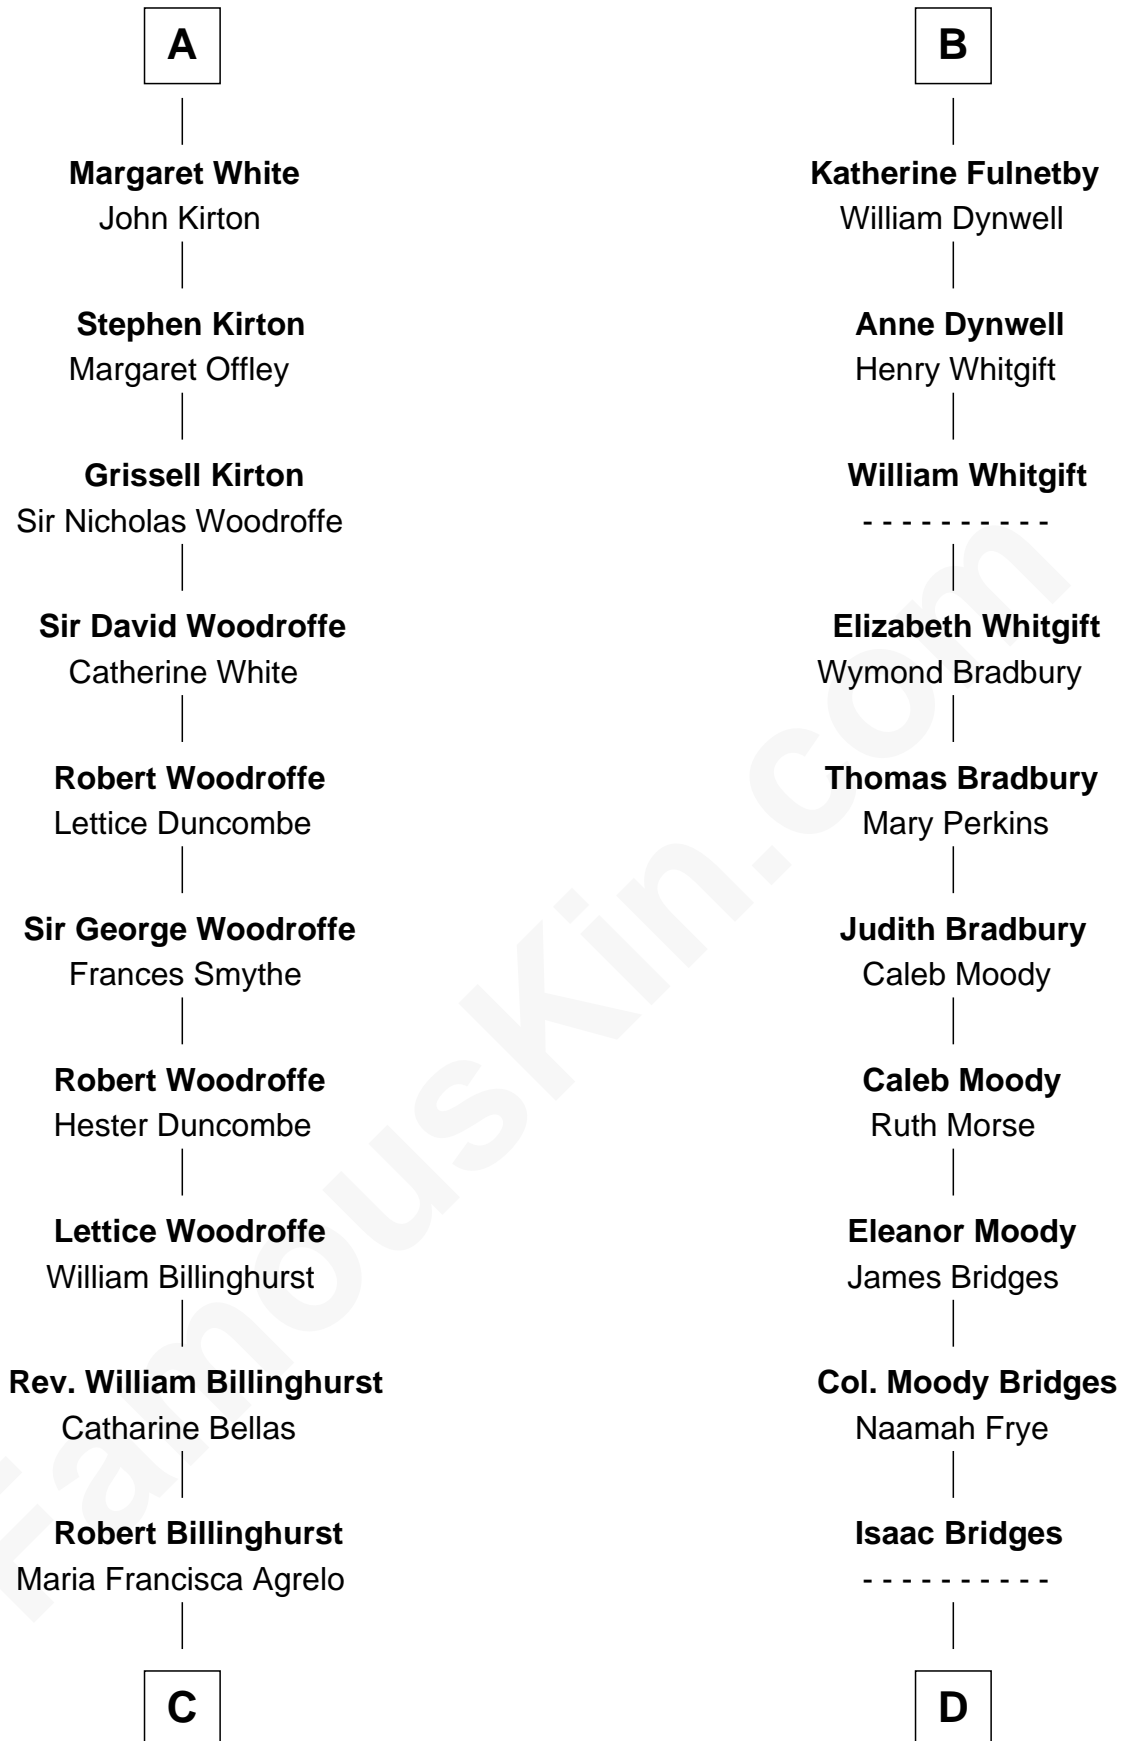 A
Margaret White
John Kirton
Stephen Kirton
Margaret Offley
Grissell Kirton
Sir Nicholas Woodroffe
Sir David Woodroffe
Catherine White
Robert Woodroffe
Lettice Duncombe
Sir George Woodroffe
Frances Smythe
Robert Woodroffe
Hester Duncombe
Lettice Woodroffe
William Billinghurst
Rev. William Billinghurst
Catharine Bellas
Robert Billinghurst
Maria Francisca Agrelo
C
B
Katherine Fulnetby
William Dynwell
Anne Dynwell
Henry Whitgift
William Whitgift
- - - - - - - - - -
Elizabeth Whitgift
Wymond Bradbury
Thomas Bradbury
Mary Perkins
Judith Bradbury
Caleb Moody
Caleb Moody
Ruth Morse
Eleanor Moody
James Bridges
Col. Moody Bridges
Naamah Frye
Isaac Bridges
- - - - - - - - - -
D
FamousKin.com